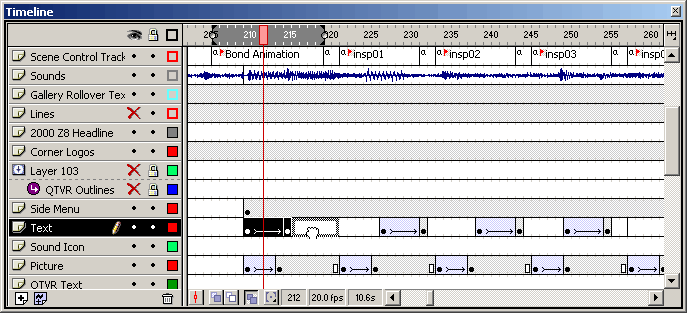 Timeline
205 210 215 220 225 230 235 240 245 250 255 260
Scene Control Track
a Bond Animation a insp01 a insp02 a insp03 a
Sounds
Gallery Rollover Tex
Lines
2000 Z8 Headline
Corner Logos
Layer 103
QTVR Outlines
Side Menu
Text
Sound Icon
Picture
QTVR Text
212 20.0 fps 10.6s